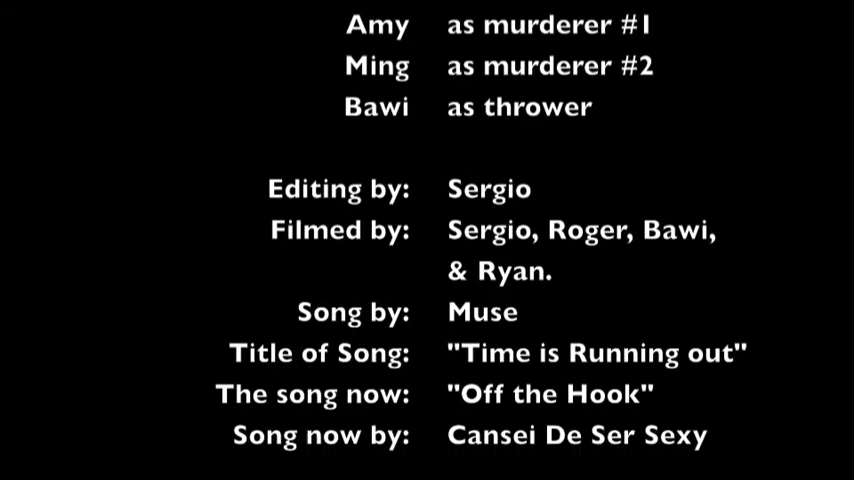 Amy as murderer #1
Ming as murderer #2
Bawi as thrower
Editing by: Sergio
Filmed by: Sergio, Roger, Bawi,
& Ryan.
Song by: Muse
Title of Song: "Time is Running out"
The song now: "Off the Hook"
Song now by: Cansei De Ser Sexy